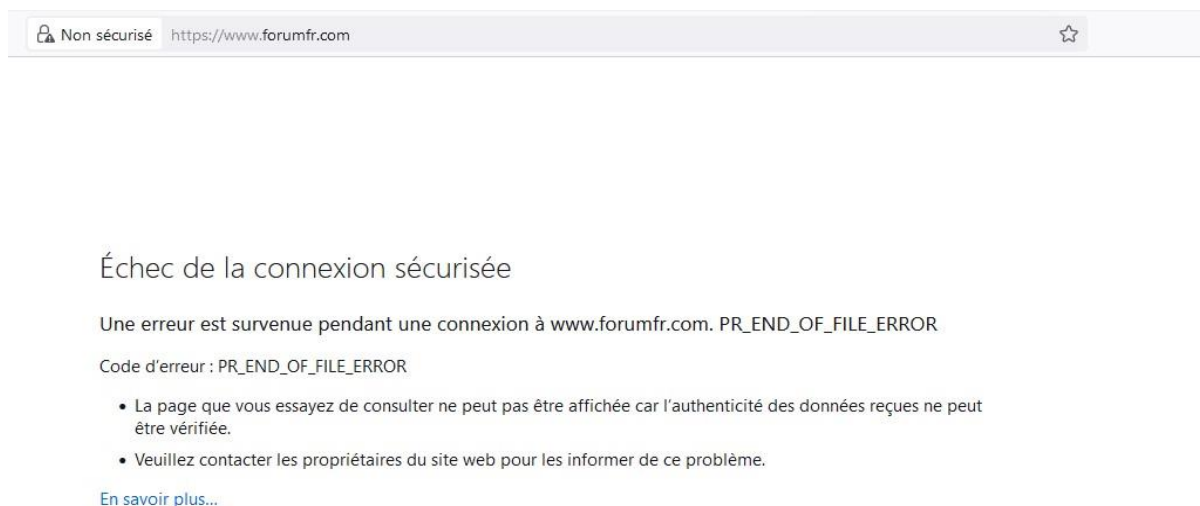 Non sécurisé https://www.forumfr.com
Échec de la connexion sécurisée
Une erreur est survenue pendant une connexion à www.forumfr.com. PR_END_OF_FILE_ERROR
Code d’erreur : PR_END_OF_FILE_ERROR
• La page que vous essayez de consulter ne peut pas être affichée car l’authenticité des données reçues ne peut
être vérifiée.
• Veuillez contacter les propriétaires du site web pour les informer de ce problème.
En savoir plus...